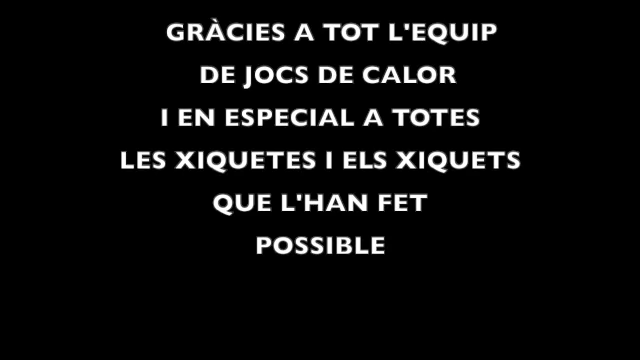 GRÀCIES A TOT L'EQUIP
DE JOCS DE CALOR
I EN ESPECIAL A TOTES
LES XIQUETES I ELS XIQUETS
QUE L'HAN FET
POSSIBLE